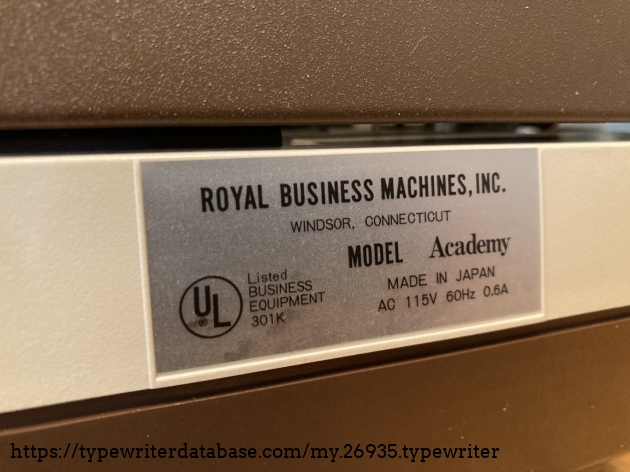 ROYAL BUSINESS MACHINES, INC.
WINDSOR, CONNECTICUT
MODEL Academy
UL
®
Listed
BUSINESS
EQUIPMENT
301K
MADE IN JAPAN
AC 115V 60Hz 0.6A
https://typewriterdatabase.com/my.26935.typewriter